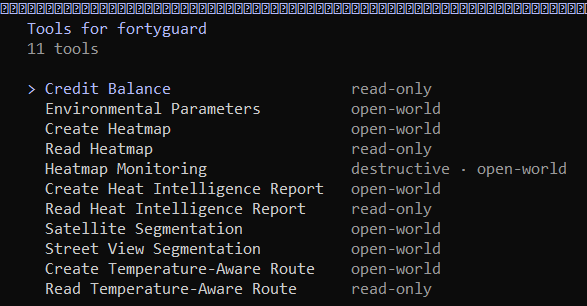 Tools for fortyguard
11 tools
> Credit Balance read-only
Environmental Parameters open-world
Create Heatmap open-world
Read Heatmap read-only
Heatmap Monitoring destructive · open-world
Create Heat Intelligence Report open-world
Read Heat Intelligence Report read-only
Satellite Segmentation open-world
Street View Segmentation open-world
Create Temperature-Aware Route open-world
Read Temperature-Aware Route read-only